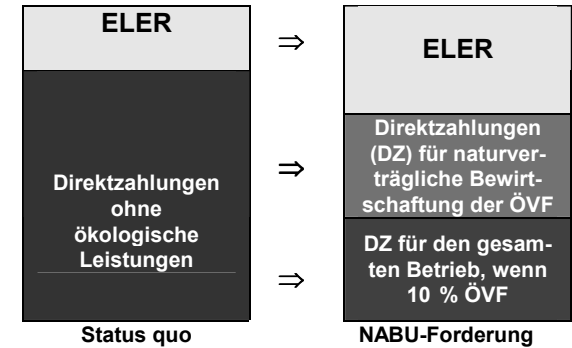 ELER
⇒
ELER
Direktzahlungen
ohne
ökologische
Leistungen
⇒
Direktzahlungen
(DZ) für naturver-
trägliche Bewirt-
schaftung der ÖVF
⇒
DZ für den gesam-
ten Betrieb, wenn
10 % ÖVF
Status quo
NABU-Forderung